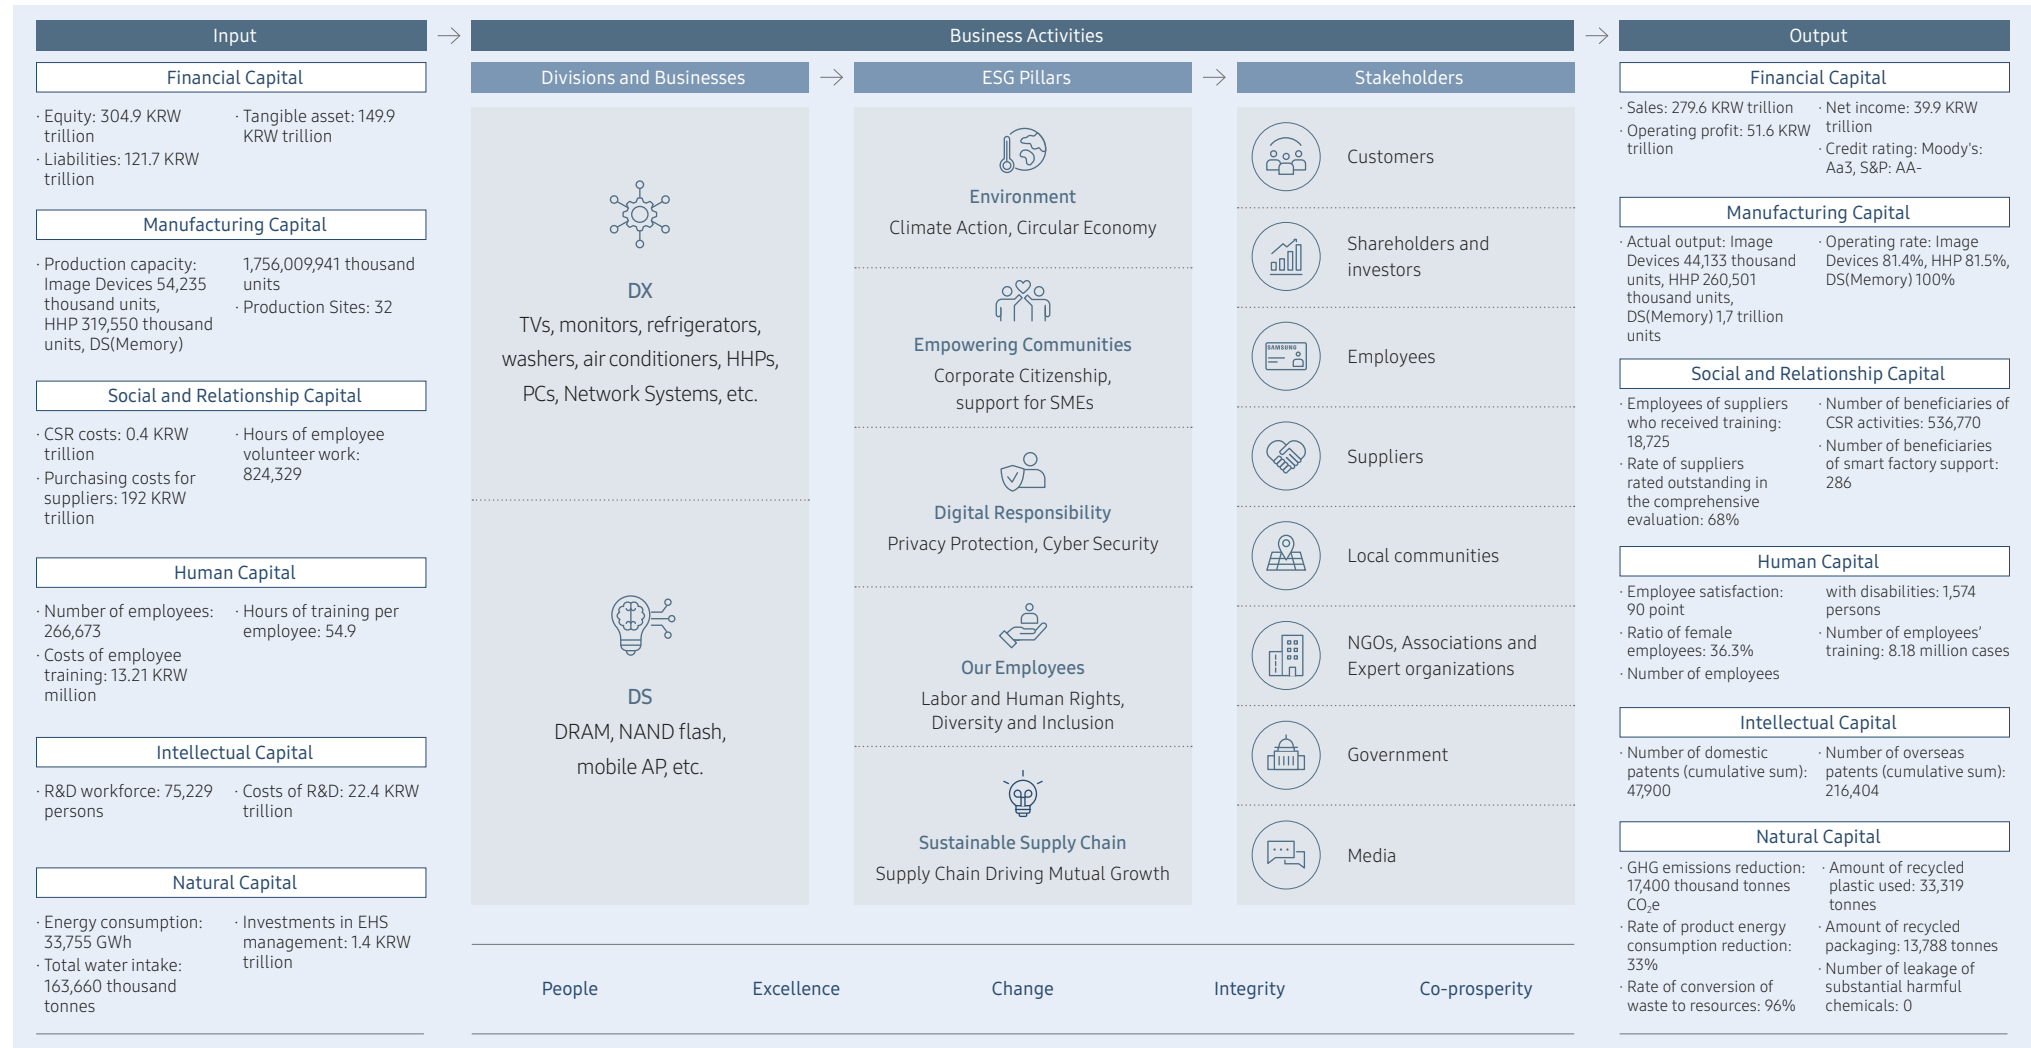 Input
Financial Capital
· Equity: 304.9 KRW
trillion
· Liabilities: 121.7 KRW
trillion
· Tangible asset: 149.9
KRW trillion
Manufacturing Capital
· Production capacity:
Image Devices 54,235
thousand units,
HHP 319,550 thousand
units, DS(Memory)
1,756,009,941 thousand
units
· Production Sites: 32
Social and Relationship Capital
· CSR costs: 0.4 KRW
trillion
· Purchasing costs for
suppliers: 192 KRW
trillion
· Hours of employee
volunteer work:
824,329
Human Capital
· Number of employees:
266,673
· Costs of employee
training: 13.21 KRW
million
· Hours of training per
employee: 54.9
Intellectual Capital
· R&D workforce: 75,229
persons
· Costs of R&D: 22.4 KRW
trillion
Natural Capital
· Energy consumption:
33,755 GWh
· Total water intake:
163,660 thousand
tonnes
· Investments in EHS
management: 1.4 KRW
trillion
Business Activities
Divisions and Businesses
DX
TVs, monitors, refrigerators,
washers, air conditioners, HHPs,
PCs, Network Systems, etc.
DS
DRAM, NAND flash,
mobile AP, etc.
ESG Pillars
Environment
Climate Action, Circular Economy
Empowering Communities
Corporate Citizenship,
support for SMEs
Digital Responsibility
Privacy Protection, Cyber Security
Our Employees
Labor and Human Rights,
Diversity and Inclusion
Sustainable Supply Chain
Supply Chain Driving Mutual Growth
Stakeholders
Customers
Shareholders and
investors
SAMSUNG
Employees
Suppliers
Local communities
NGOs, Associations and
Expert organizations
Government
Media
People
Excellence
Change
Integrity
Co-prosperity
Output
Financial Capital
· Sales: 279.6 KRW trillion
· Operating profit: 51.6 KRW
trillion
· Net income: 39.9 KRW
trillion
· Credit rating: Moody's:
Aa3, S&P: AA-
Manufacturing Capital
· Actual output: Image
Devices 44,133 thousand
units, HHP 260,501
thousand units,
DS(Memory) 1,7 trillion
units
· Operating rate: Image
Devices 81.4%, HHP 81.5%,
DS(Memory) 100%
Social and Relationship Capital
· Employees of suppliers
who received training:
18,725
· Rate of suppliers
rated outstanding in
the comprehensive
evaluation: 68%
· Number of beneficiaries of
CSR activities: 536,770
· Number of beneficiaries
of smart factory support:
286
Human Capital
· Employee satisfaction:
90 point
· Ratio of female
employees: 36.3%
· Number of employees
with disabilities: 1,574
persons
· Number of employees’
training: 8.18 million cases
Intellectual Capital
· Number of domestic
patents (cumulative sum):
47,900
· Number of overseas
patents (cumulative sum):
216,404
Natural Capital
· GHG emissions reduction:
17,400 thousand tonnes
CO₂e
· Rate of product energy
consumption reduction:
33%
· Rate of conversion of
waste to resources: 96%
· Amount of recycled
plastic used: 33,319
tonnes
· Amount of recycled
packaging: 13,788 tonnes
· Number of leakage of
substantial harmful
chemicals: 0